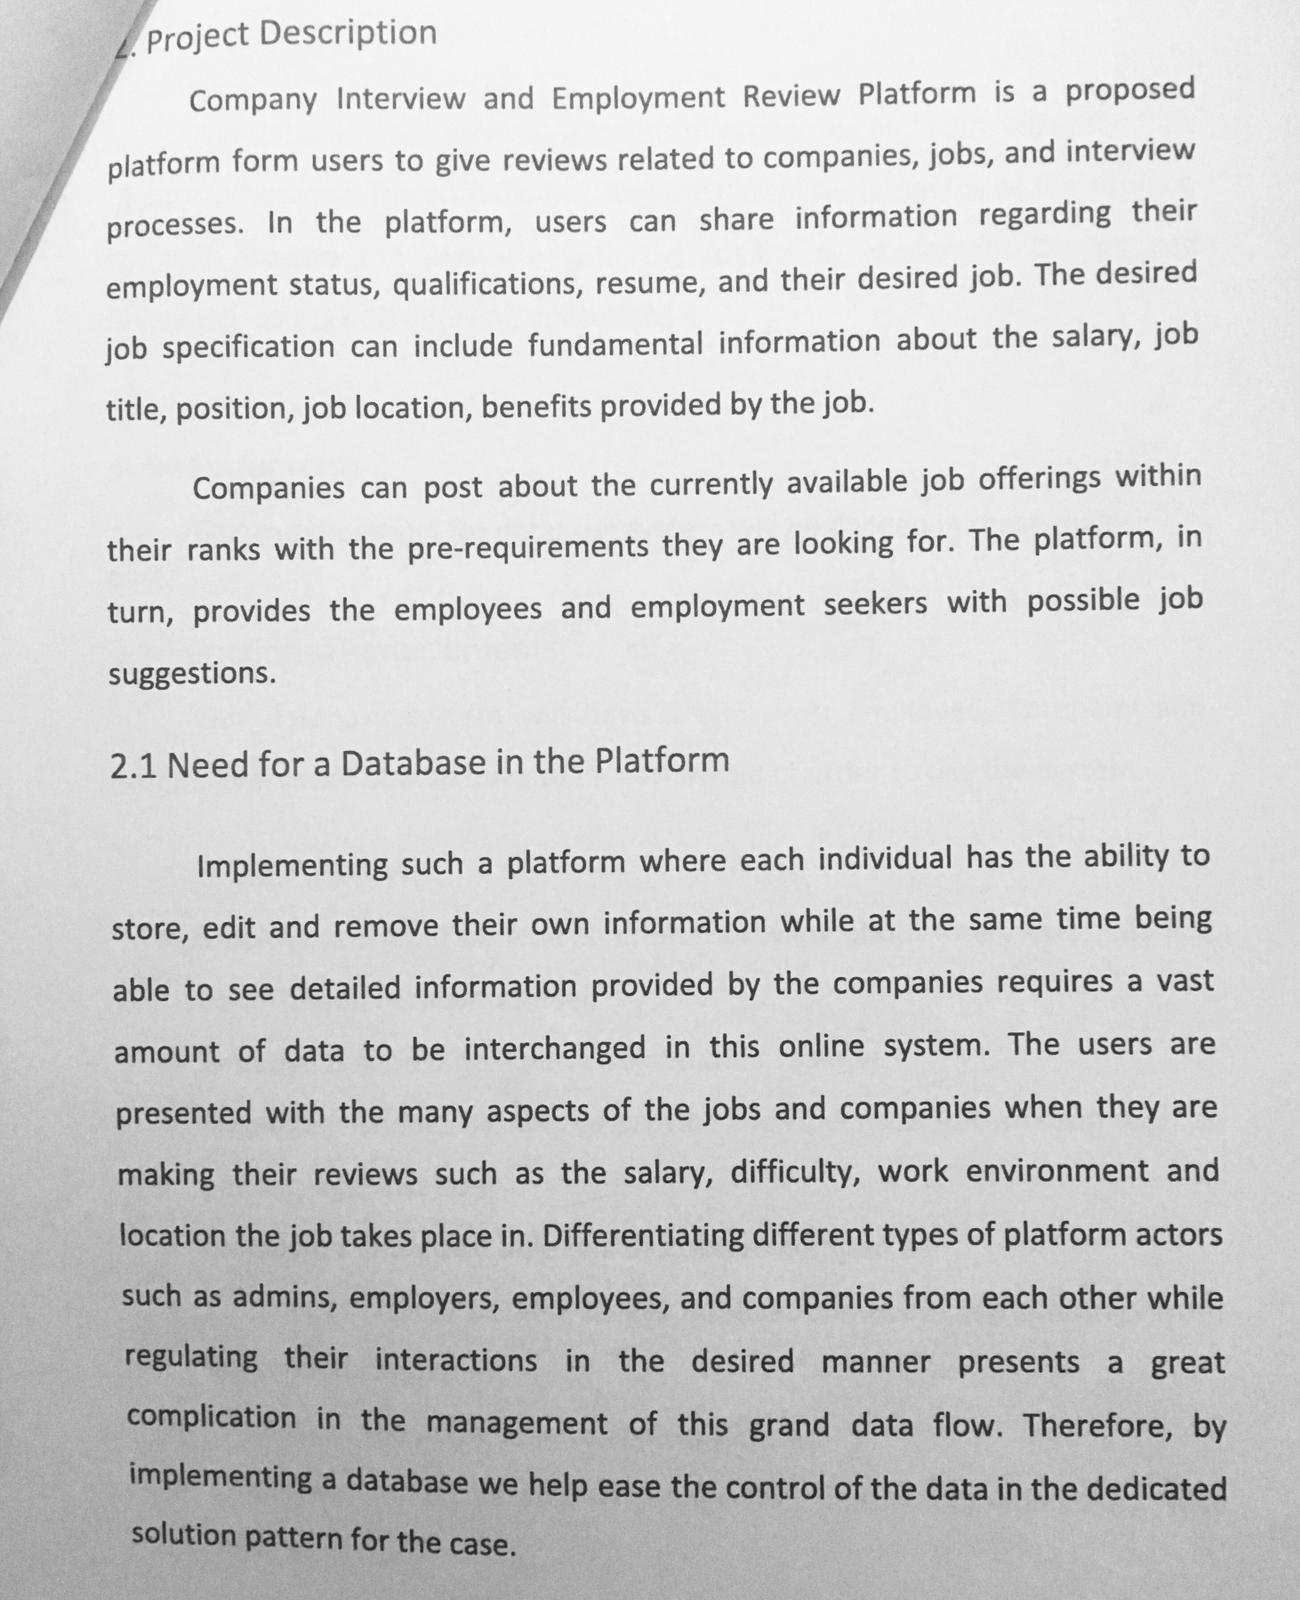 2. Project Description
Company Interview and Employment Review Platform is a proposed
platform form users to give reviews related to companies, jobs, and interview
processes. In the platform, users can share information regarding their
employment status, qualifications, resume, and their desired job. The desired
job specification can include fundamental information about the salary, job
title, position, job location, benefits provided by the job.
Companies can post about the currently available job offerings within
their ranks with the pre-requirements they are looking for. The platform, in
turn, provides the employees and employment seekers with possible job
suggestions.
2.1 Need for a Database in the Platform
Implementing such a platform where each individual has the ability to
store, edit and remove their own information while at the same time being
able to see detailed information provided by the companies requires a vast
amount of data to be interchanged in this online system. The users are
presented with the many aspects of the jobs and companies when they are
making their reviews such as the salary, difficulty, work environment and
location the job takes place in. Differentiating different types of platform actors
such as admins, employers, employees, and companies from each other while
regulating their interactions in the desired manner presents a great
complication in the management of this grand data flow. Therefore, by
implementing a database we help ease the control of the data in the dedicated
solution pattern for the case.